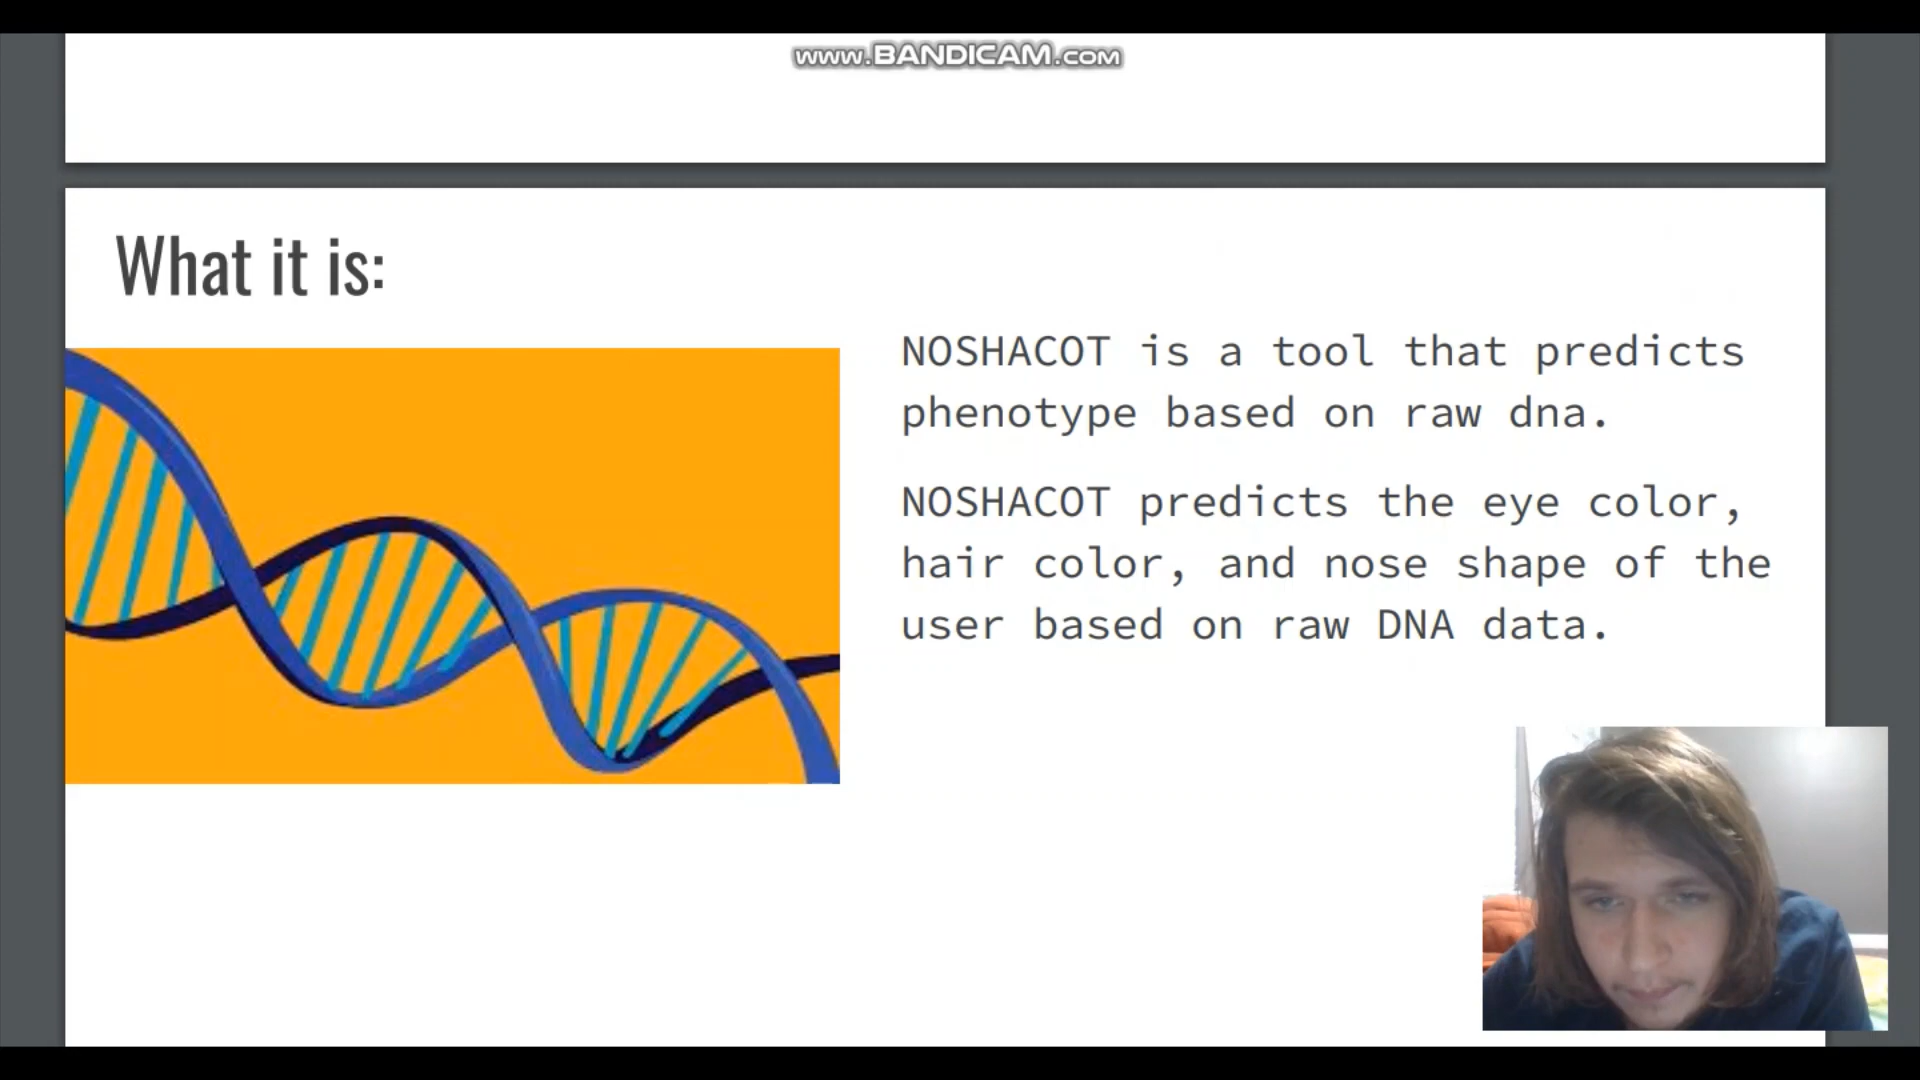 www.BANDICAM.com
What it is:
NOSHACOT is a tool that predicts
phenotype based on raw dna.
NOSHACOT predicts the eye color,
hair color, and nose shape of the
user based on raw DNA data.